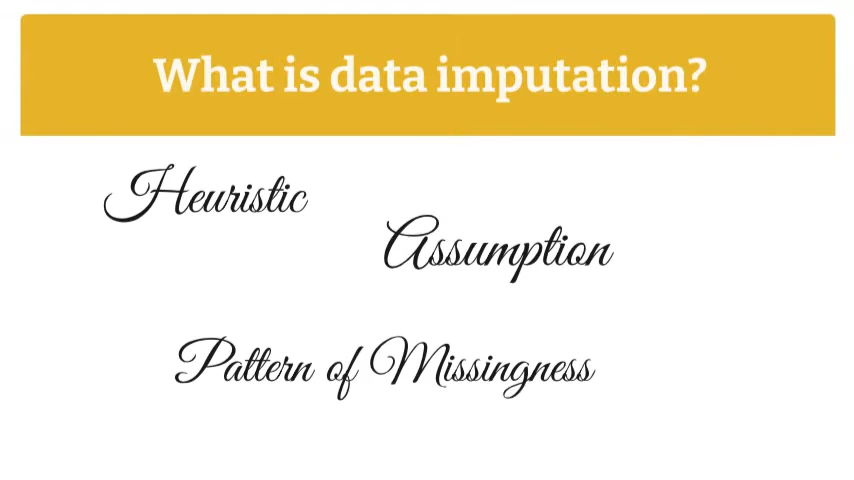 What is data imputation?
Heuristic
Assumption
Pattern of Missingness